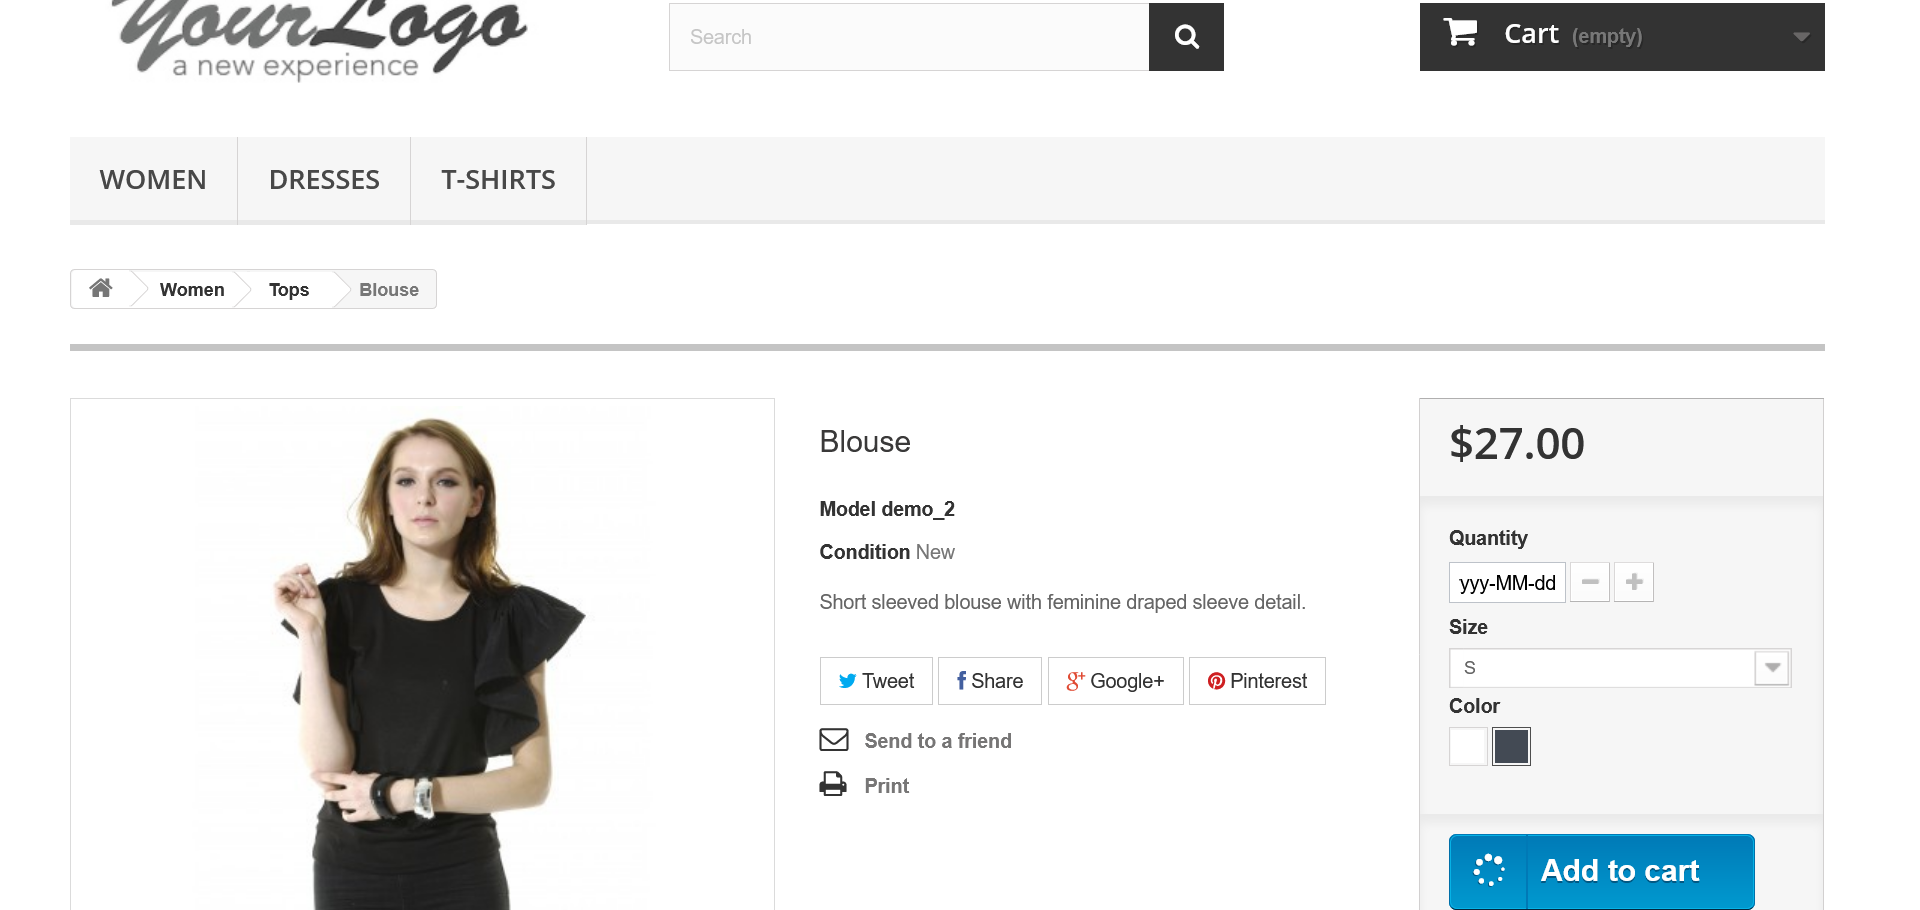 YourLogo
a new experience
Search
Cart (empty)
WOMEN
DRESSES
T-SHIRTS
Women
Tops
Blouse
Blouse
Model demo_2
Condition New
Short sleeved blouse with feminine draped sleeve detail.
Tweet
Share
Google+
Pinterest
Send to a friend
Print
$27.00
Quantity
yyy-MM-dd
Size
S
Color
Add to cart